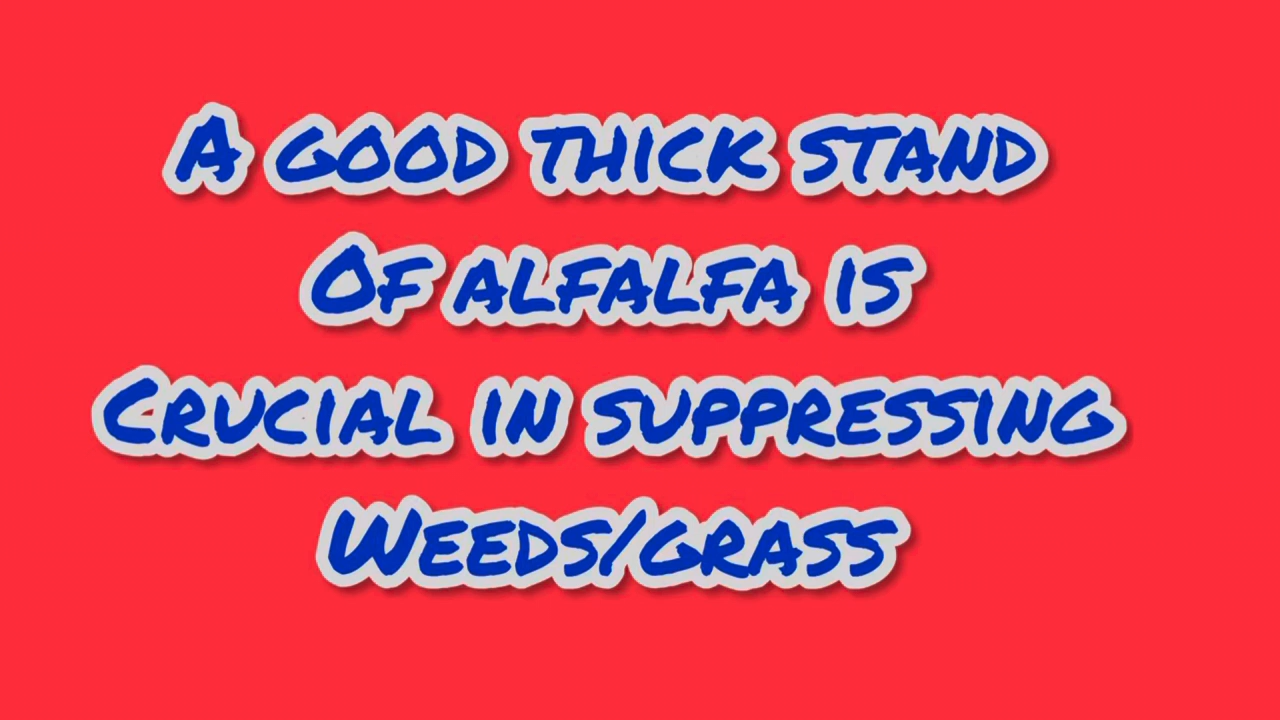 A good thick stand
Of alfalfa is
Crucial in suppressing
Weeds/grass